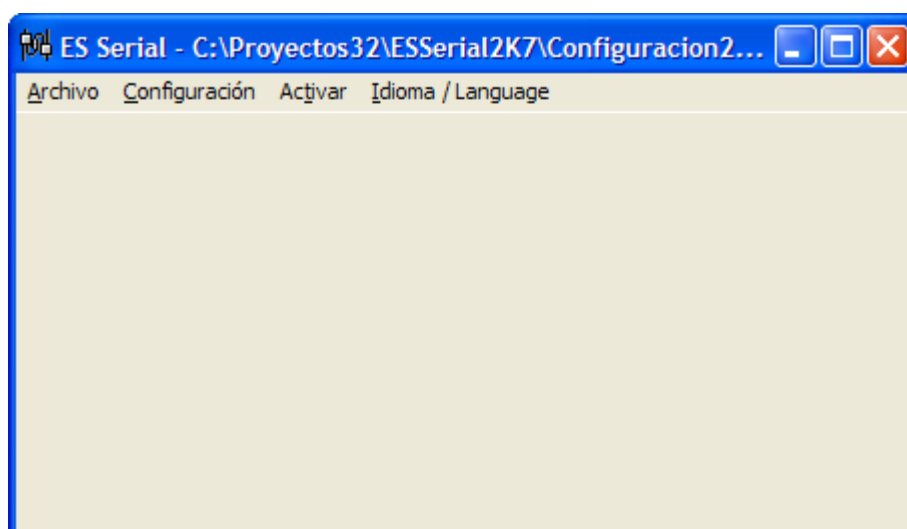 ES Serial - C:\Proyectos32\ESSerial2K7\Configuracion2...
Archivo Configuración Activar Idioma / Language